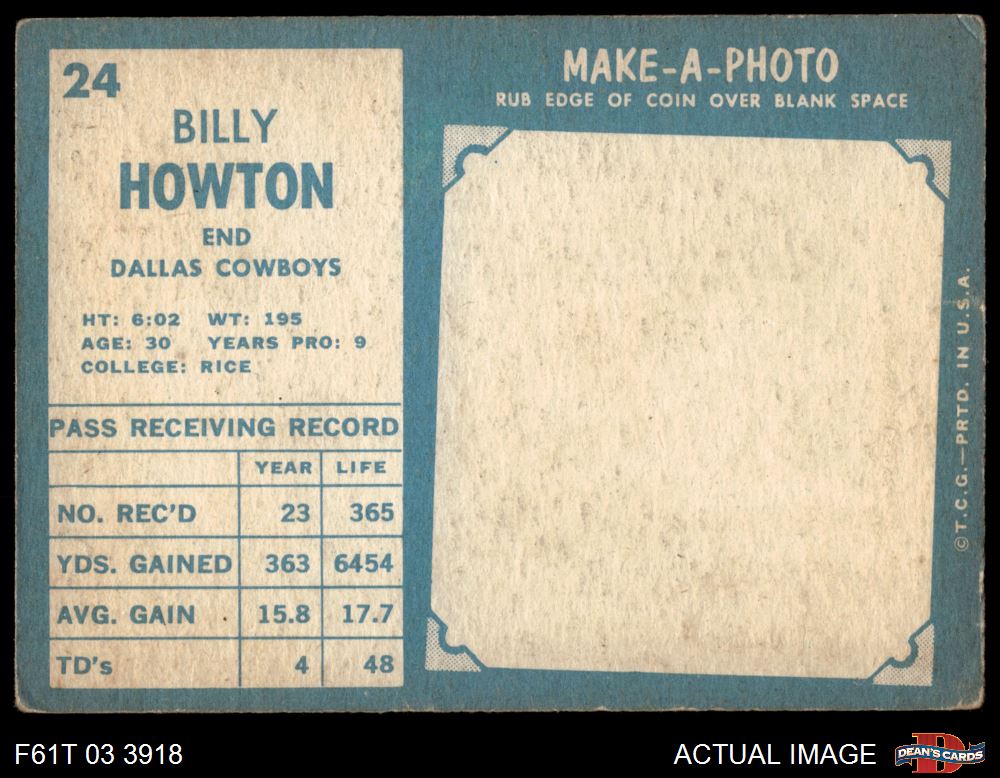 24
BILLY
HOWTON
END
DALLAS COWBOYS
HT: 6:02 WT: 195
AGE: 30 YEARS PRO: 9
COLLEGE: RICE
PASS RECEIVING RECORD
YEAR LIFE
NO. REC'D 23 365
YDS. GAINED 363 6454
AVG. GAIN 15.8 17.7
TD's 4 48
MAKE-A-PHOTO
RUB EDGE OF COIN OVER BLANK SPACE
©T.C.G.—PRTD. IN U.S.A.
F61T 03 3918
ACTUAL IMAGE
D
DEAN'S CARDS